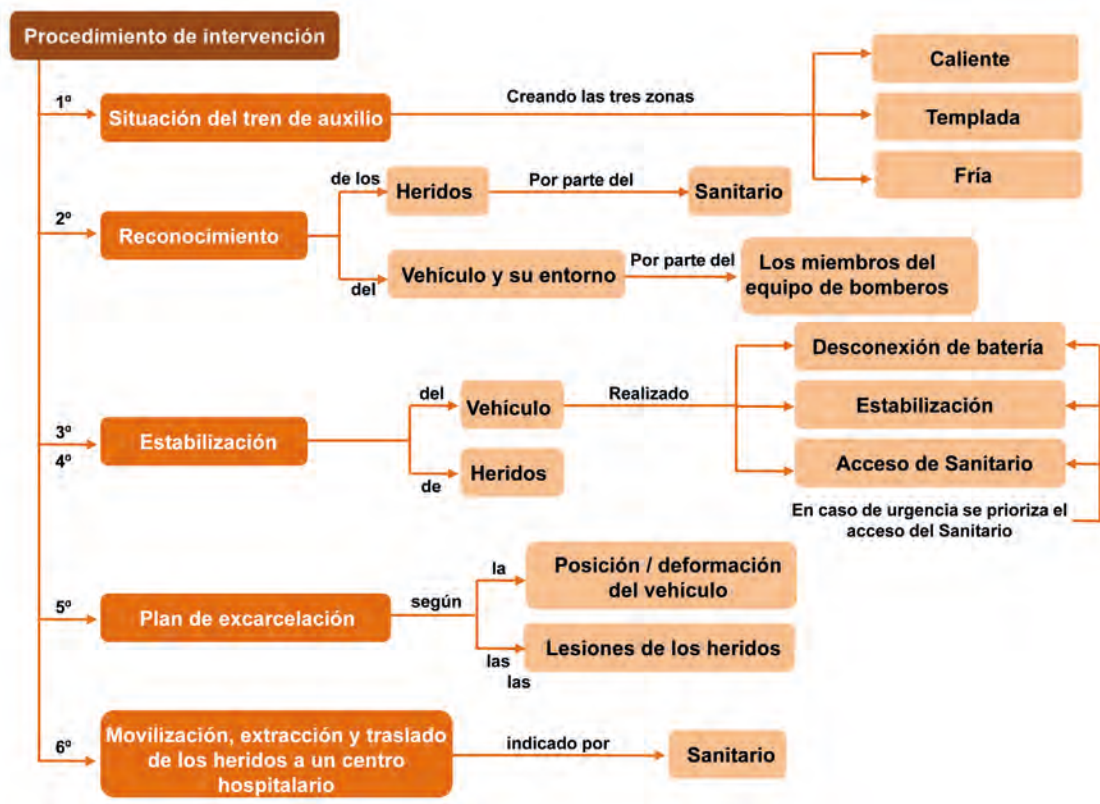 Procedimiento de intervención
1º
Situación del tren de auxilio
Creando las tres zonas
Caliente
Templada
Fría
2º
Reconocimiento
de los
Heridos
Por parte del
Sanitario
del
Vehículo y su entorno
Por parte del
Los miembros del
equipo de bomberos
3º
4º
Estabilización
del
Vehículo
Realizado
Desconexión de batería
Estabilización
Acceso de Sanitario
de
Heridos
En caso de urgencia se prioriza el
acceso del Sanitario
5º
Plan de excarcelación
según
la
Posición / deformación
del vehículo
las
las
Lesiones de los heridos
6º
Movilización, extracción y traslado
de los heridos a un centro
hospitalario
indicado por
Sanitario